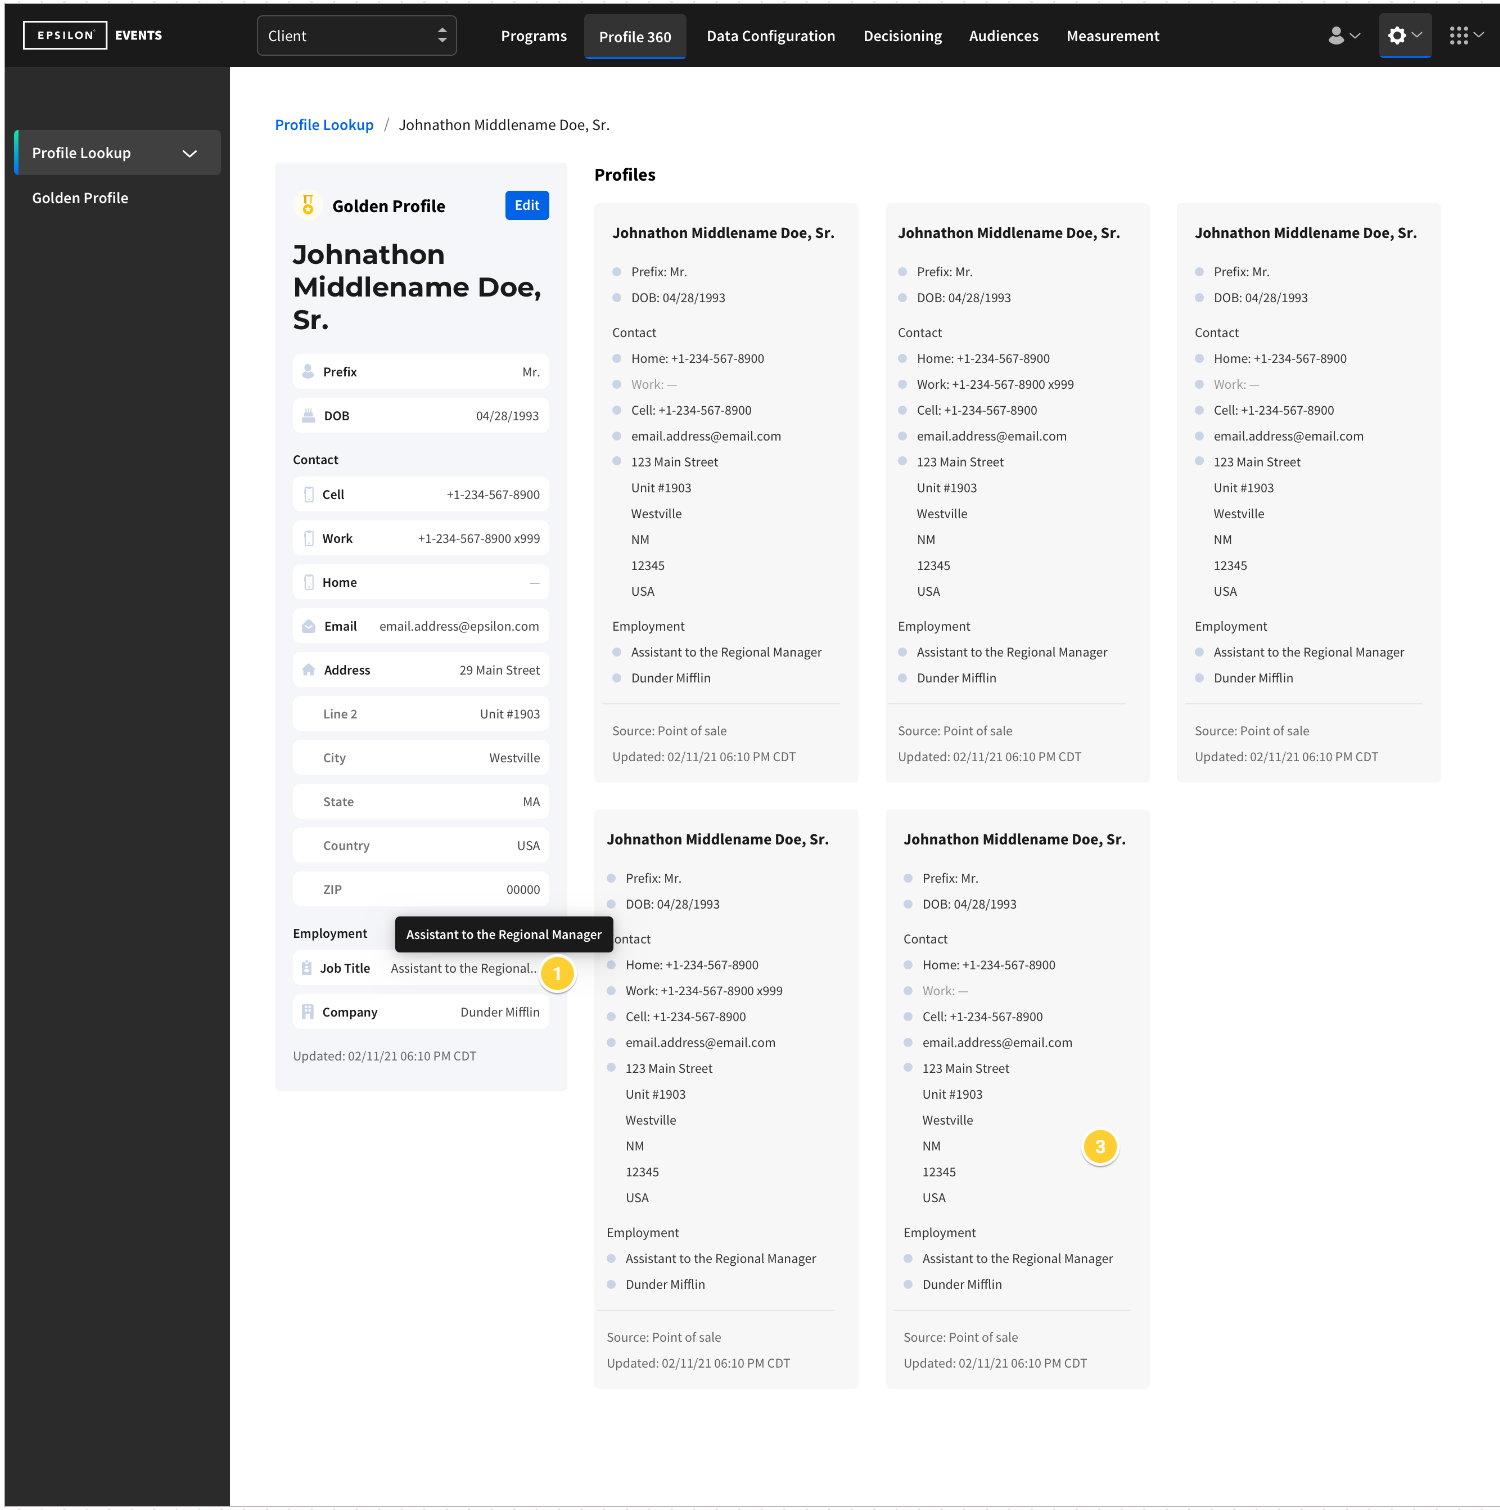 EPSILON EVENTS
Client
Programs
Profile 360
Data Configuration
Decisioning
Audiences
Measurement
Profile Lookup
Golden Profile
Profile Lookup / Johnathon Middlename Doe, Sr.
Golden Profile
Edit
Johnathon
Middlename Doe,
Sr.
Prefix Mr.
DOB 04/28/1993
Contact
Cell +1-234-567-8900
Work +1-234-567-8900 x999
Home —
Email email.address@epsilon.com
Address 29 Main Street
Line 2 Unit #1903
City Westville
State MA
Country USA
ZIP 00000
Employment
Assistant to the Regional Manager
Job Title Assistant to the Regional...
1
Company Dunder Mifflin
Updated: 02/11/21 06:10 PM CDT
Profiles
Johnathon Middlename Doe, Sr.
Prefix: Mr.
DOB: 04/28/1993
Contact
Home: +1-234-567-8900
Work: —
Cell: +1-234-567-8900
email.address@email.com
123 Main Street
Unit #1903
Westville
NM
12345
USA
Employment
Assistant to the Regional Manager
Dunder Mifflin
Source: Point of sale
Updated: 02/11/21 06:10 PM CDT
Johnathon Middlename Doe, Sr.
Prefix: Mr.
DOB: 04/28/1993
Contact
Home: +1-234-567-8900
Work: +1-234-567-8900 x999
Cell: +1-234-567-8900
email.address@email.com
123 Main Street
Unit #1903
Westville
NM
12345
USA
Employment
Assistant to the Regional Manager
Dunder Mifflin
Source: Point of sale
Updated: 02/11/21 06:10 PM CDT
Johnathon Middlename Doe, Sr.
Prefix: Mr.
DOB: 04/28/1993
Contact
Home: +1-234-567-8900
Work: —
Cell: +1-234-567-8900
email.address@email.com
123 Main Street
Unit #1903
Westville
NM
12345
USA
Employment
Assistant to the Regional Manager
Dunder Mifflin
Source: Point of sale
Updated: 02/11/21 06:10 PM CDT
Johnathon Middlename Doe, Sr.
Prefix: Mr.
DOB: 04/28/1993
ontact
Home: +1-234-567-8900
Work: +1-234-567-8900 x999
Cell: +1-234-567-8900
email.address@email.com
123 Main Street
Unit #1903
Westville
NM
12345
USA
Employment
Assistant to the Regional Manager
Dunder Mifflin
Source: Point of sale
Updated: 02/11/21 06:10 PM CDT
Johnathon Middlename Doe, Sr.
Prefix: Mr.
DOB: 04/28/1993
Contact
Home: +1-234-567-8900
Work: —
Cell: +1-234-567-8900
email.address@email.com
123 Main Street
Unit #1903
Westville
NM
3
12345
USA
Employment
Assistant to the Regional Manager
Dunder Mifflin
Source: Point of sale
Updated: 02/11/21 06:10 PM CDT